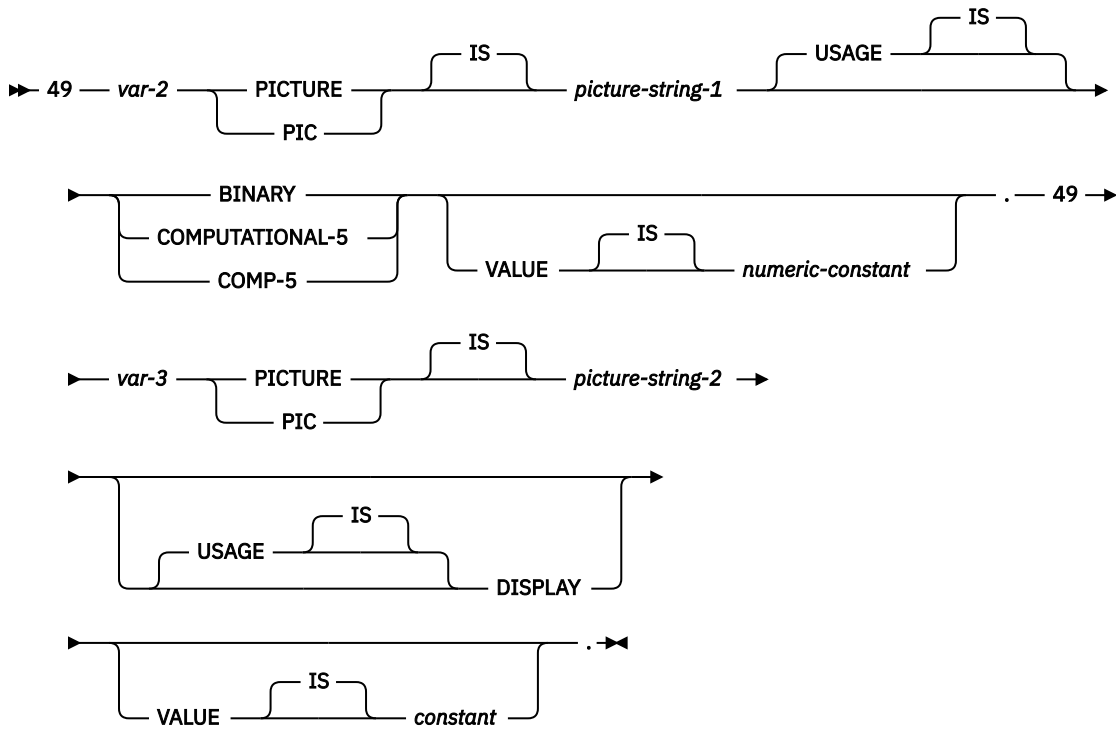 IS
IS USAGE
49 var-2 PICTURE picture-string-1
PIC
BINARY . 49
COMPUTATIONAL-5 IS
COMP-5 VALUE numeric-constant
IS
var-3 PICTURE picture-string-2
PIC
IS
USAGE
DISPLAY
.
IS
VALUE constant